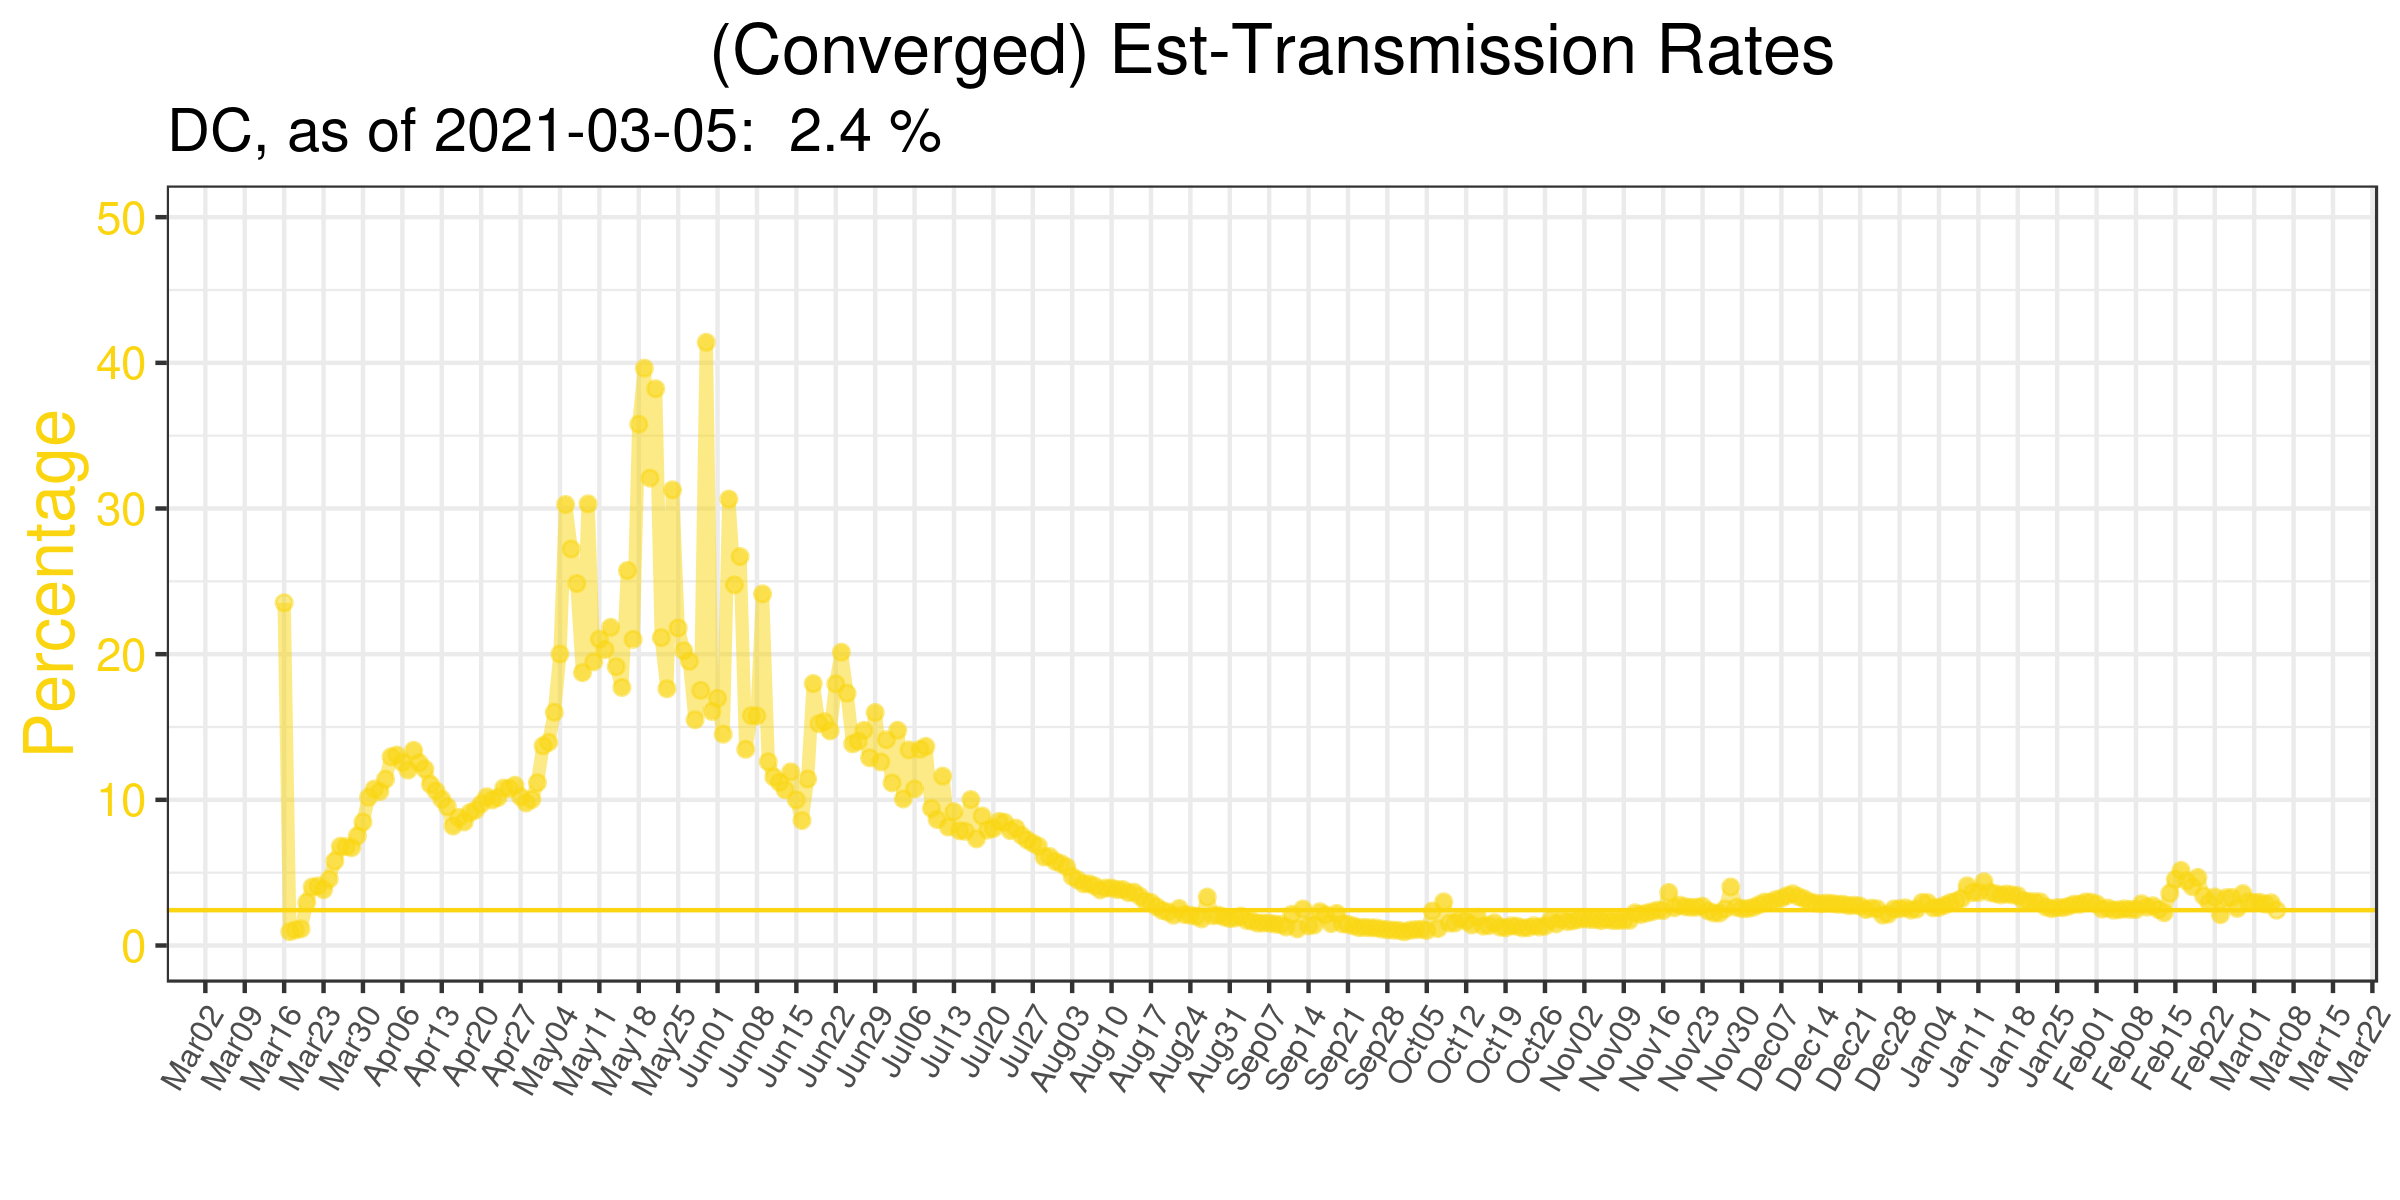 (Converged) Est-Transmission Rates
DC, as of 2021-03-05:  2.4 %
Percentage
50
40
30
20
10
0
Mar02
Mar09
Mar16
Mar23
Mar30
Apr06
Apr13
Apr20
Apr27
May04
May11
May18
May25
Jun01
Jun08
Jun15
Jun22
Jun29
Jul06
Jul13
Jul20
Jul27
Aug03
Aug10
Aug17
Aug24
Aug31
Sep07
Sep14
Sep21
Sep28
Oct05
Oct12
Oct19
Oct26
Nov02
Nov09
Nov16
Nov23
Nov30
Dec07
Dec14
Dec21
Dec28
Jan04
Jan11
Jan18
Jan25
Feb01
Feb08
Feb15
Feb22
Mar01
Mar08
Mar15
Mar22